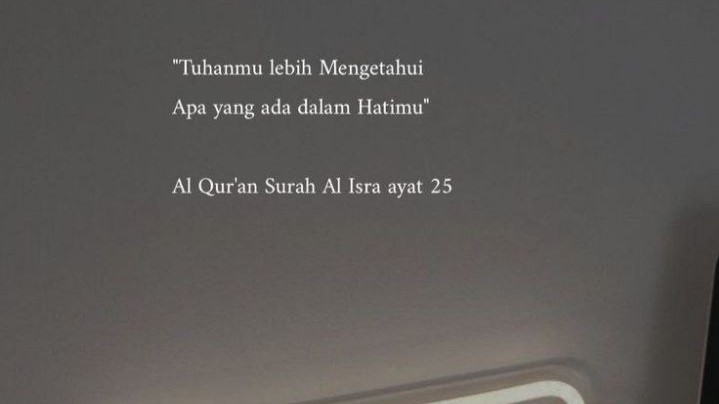 "Tuhanmu lebih Mengetahui
Apa yang ada dalam Hatimu"
Al Qur'an Surah Al Isra ayat 25